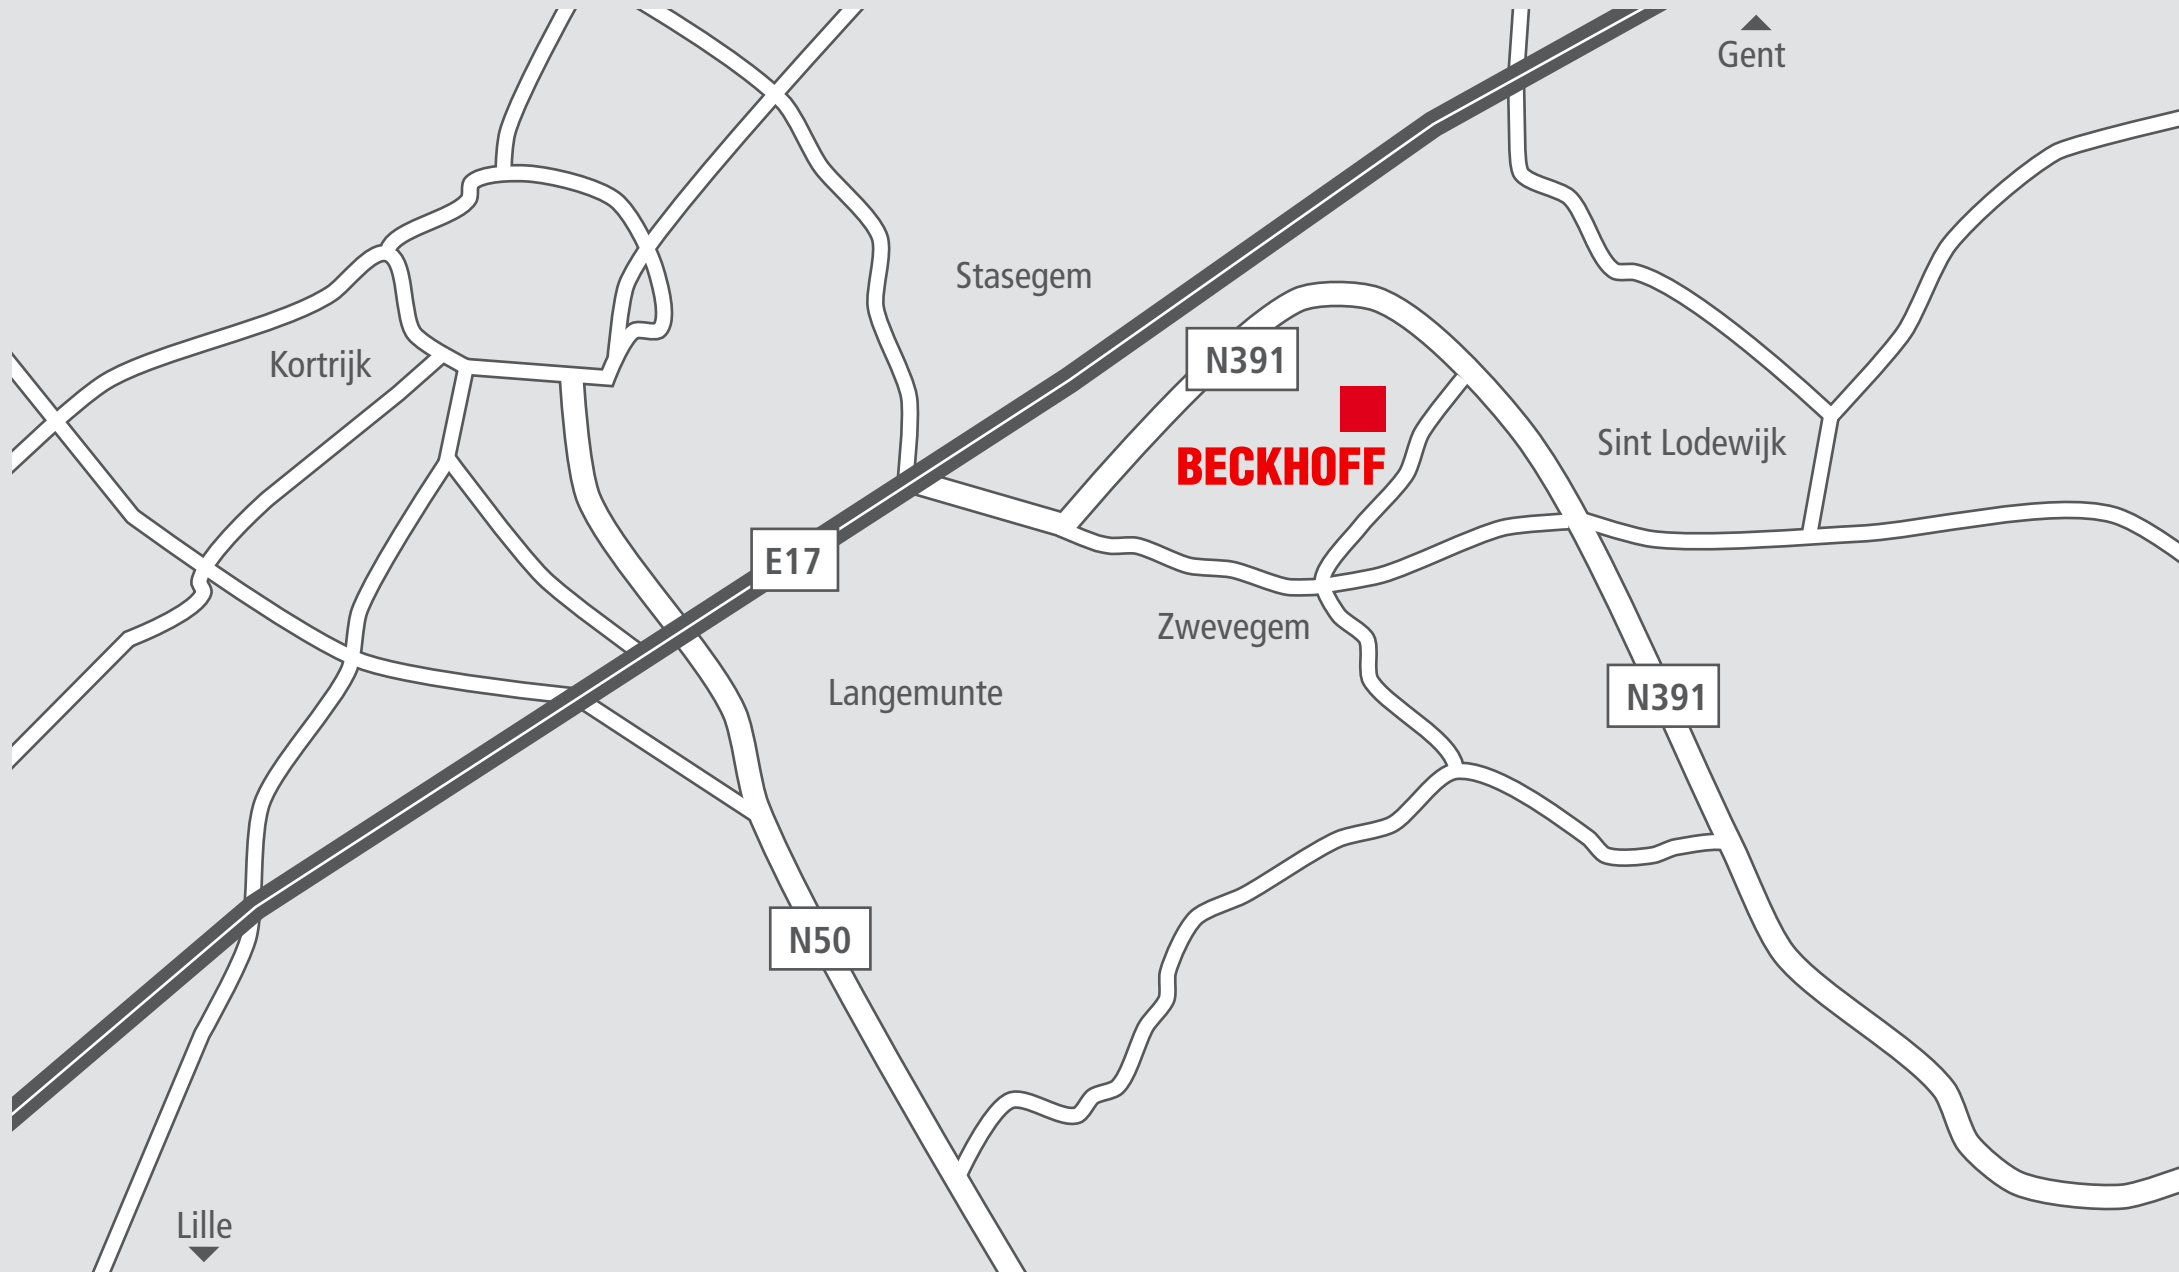 Gent
Stasegem
N391
Kortrijk
Sint Lodewijk
BECKHOFF
E17
Zwevegem
Langemunte
N391
N50
Lille